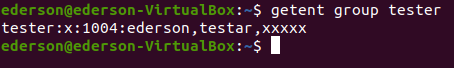 ederson@ederson-VirtualBox:~$ getent group tester
tester:x:1004:ederson,testar,xxxxx
ederson@ederson-VirtualBox:~$